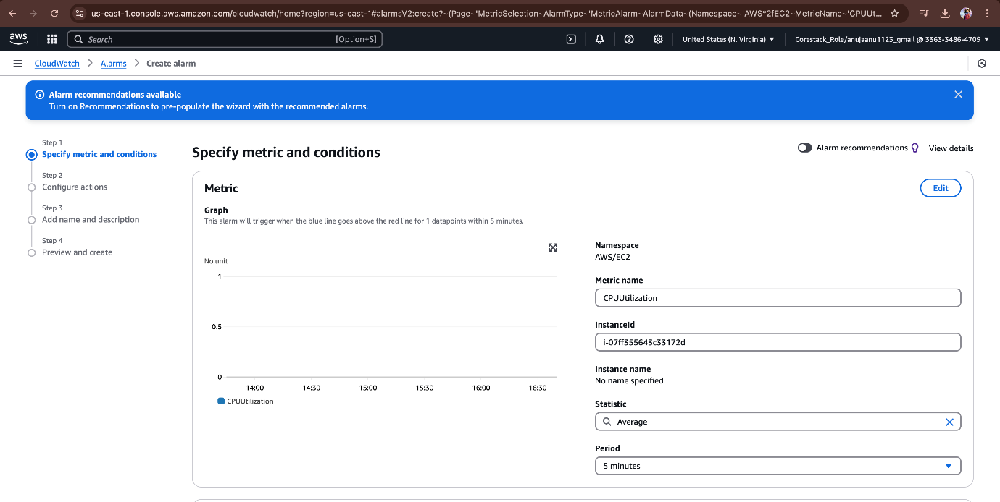 us-east-1.console.aws.amazon.com/cloudwatch/home?region=us-east-1#alarmsV2:create?~(Page~'MetricSelection~AlarmType~'MetricAlarm~AlarmData~(Namespace~'AWS*2fEC2~MetricName~'CPUUt...
aws
Search
[Option+S]
United States (N. Virginia)
Corestack_Role/anujaanu1123_gmail @ 3363-3486-4709
CloudWatch
Alarms
Create alarm
Alarm recommendations available
Turn on Recommendations to pre-populate the wizard with the recommended alarms.
Step 1
Specify metric and conditions
Step 2
Configure actions
Step 3
Add name and description
Step 4
Preview and create
Specify metric and conditions
Alarm recommendations
View details
Metric
Edit
Graph
This alarm will trigger when the blue line goes above the red line for 1 datapoints within 5 minutes.
No unit
1
0.5
0
14:00
14:30
15:00
15:30
16:00
16:30
CPUUtilization
Namespace
AWS/EC2
Metric name
CPUUtilization
InstanceId
i-07ff355643c33172d
Instance name
No name specified
Statistic
Average
Period
5 minutes